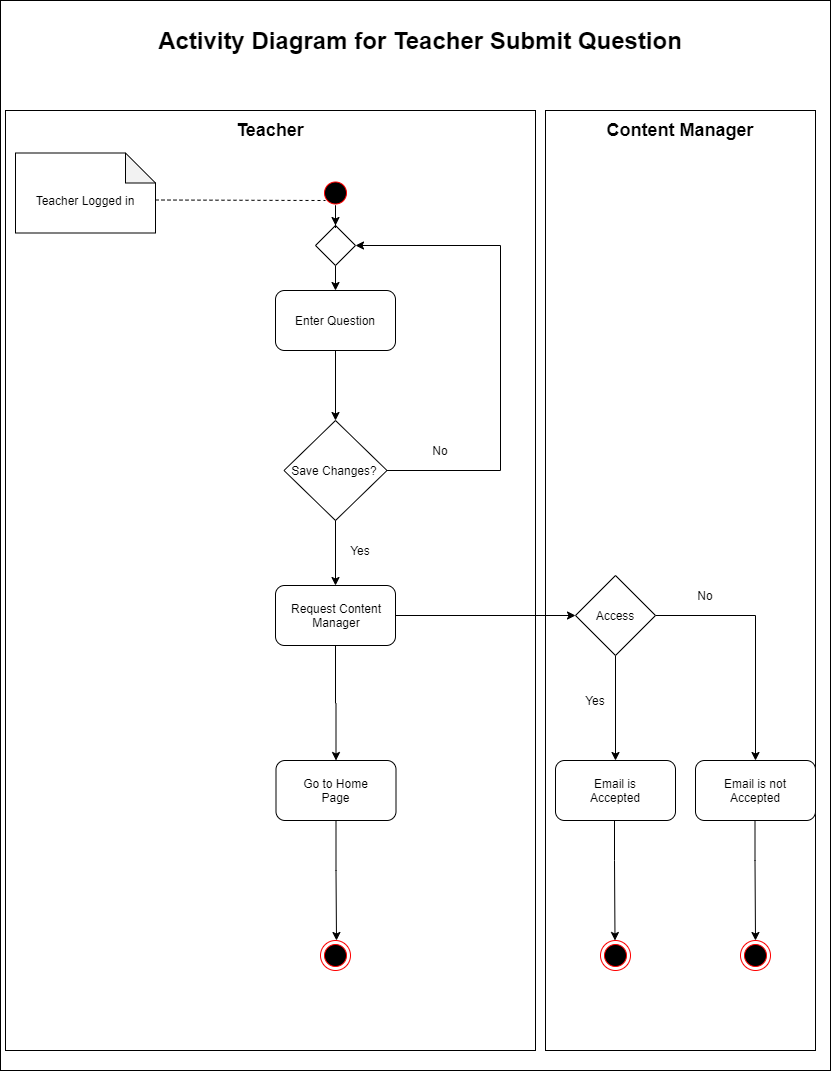 Activity Diagram for Teacher Submit Question
Teacher
Content Manager
Teacher Logged in
Enter Question
No
Save Changes?
Yes
Request Content
Manager
No
Access
Yes
Go to Home
Page
Email is
Accepted
Email is not
Accepted